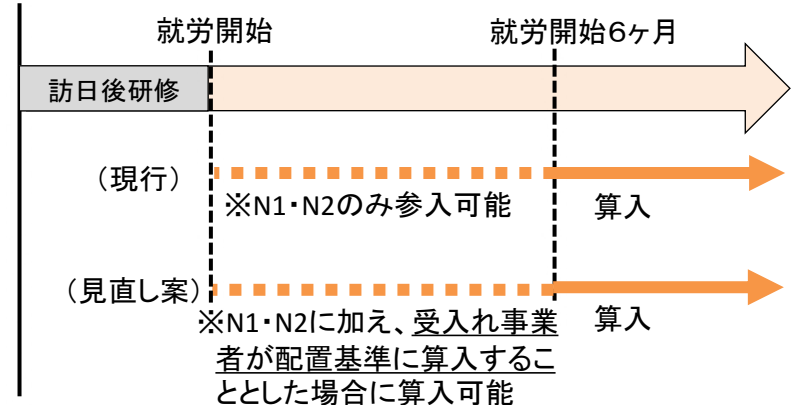 就労開始
就労開始6ヶ月
訪日後研修
（現行）
※N1・N2のみ参入可能
算入
（見直し案）
※N1・N2に加え、受入れ事業
者が配置基準に算入するこ
ととした場合に算入可能
算入